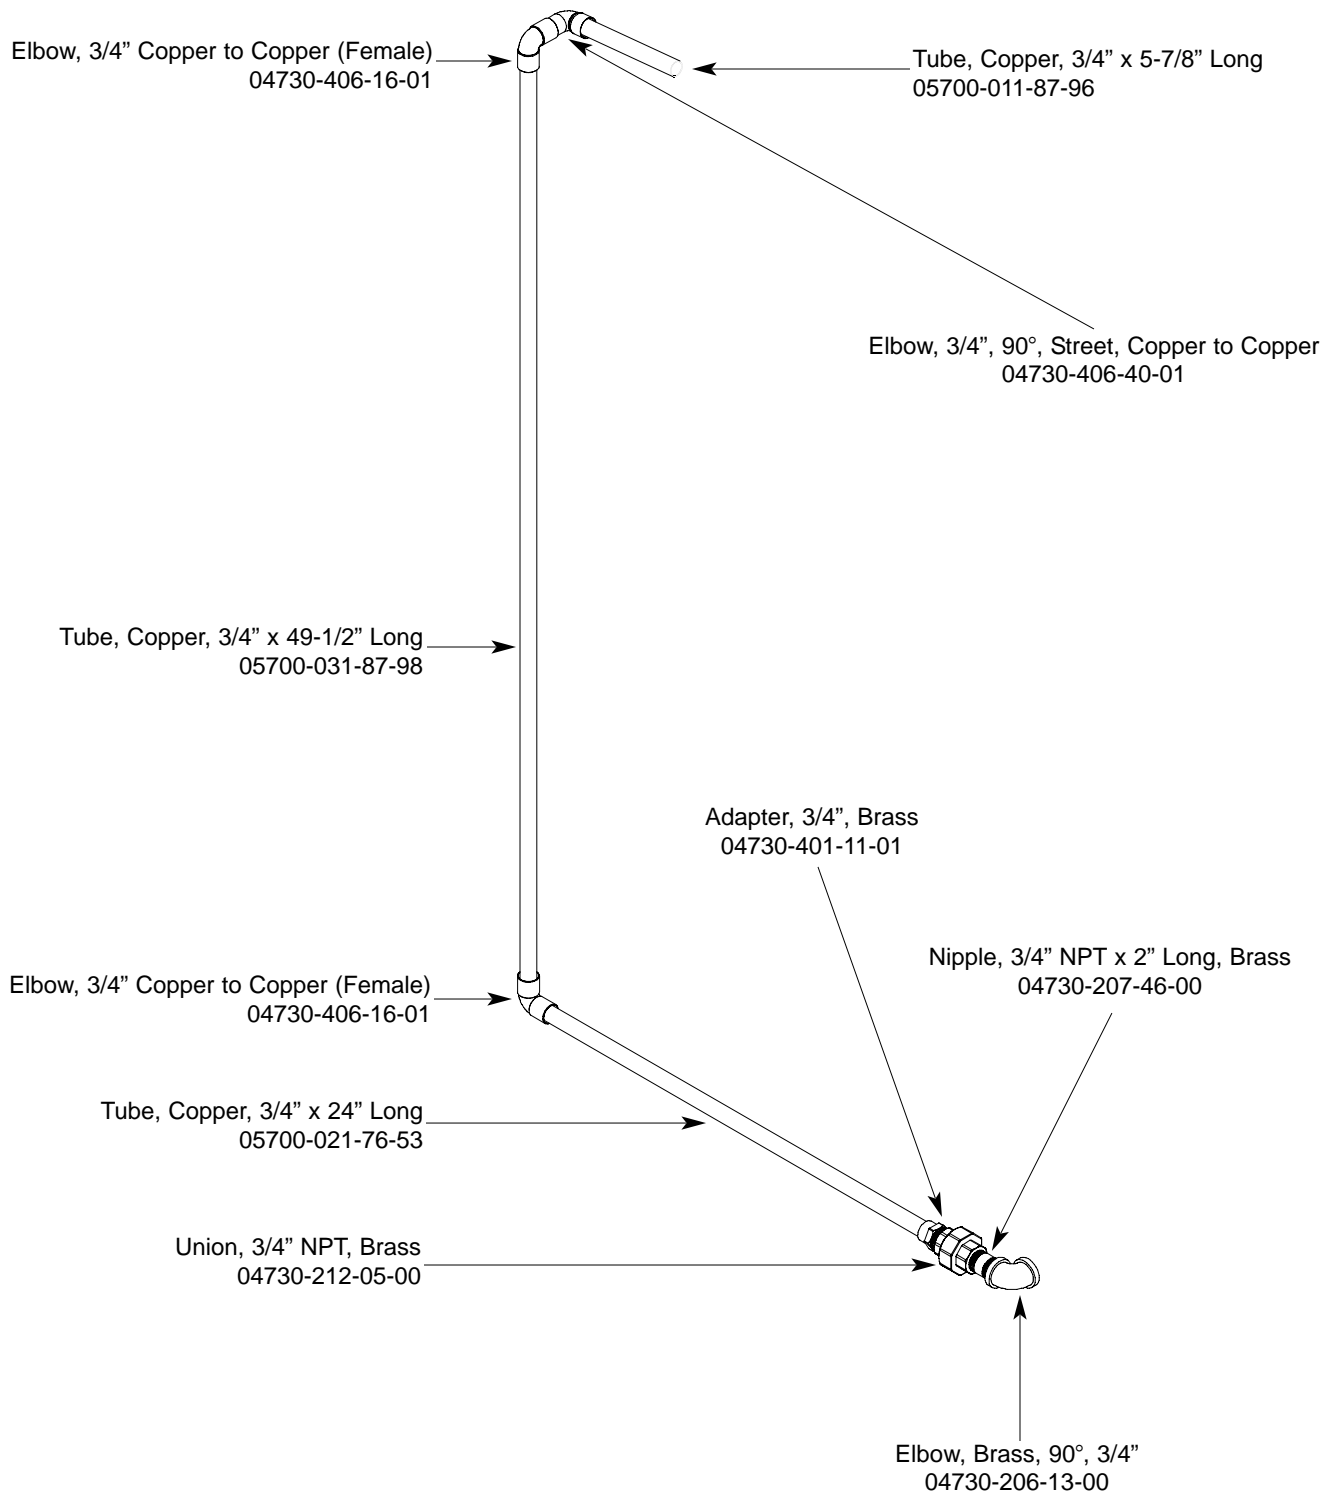 Elbow, 3/4” Copper to Copper (Female)
04730-406-16-01
Tube, Copper, 3/4” x 5-7/8” Long
05700-011-87-96
Elbow, 3/4”, 90°, Street, Copper to Copper
04730-406-40-01
Tube, Copper, 3/4” x 49-1/2” Long
05700-031-87-98
Adapter, 3/4”, Brass
04730-401-11-01
Nipple, 3/4” NPT x 2” Long, Brass
04730-207-46-00
Elbow, 3/4” Copper to Copper (Female)
04730-406-16-01
Tube, Copper, 3/4” x 24” Long
05700-021-76-53
Union, 3/4” NPT, Brass
04730-212-05-00
Elbow, Brass, 90°, 3/4”
04730-206-13-00